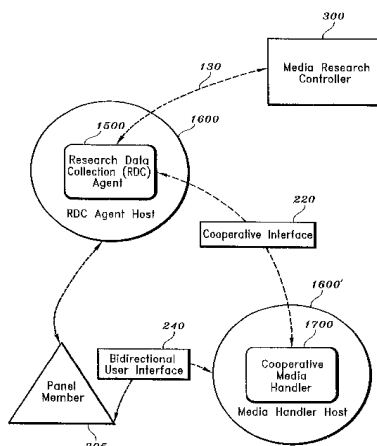 300
130
Media Research
Controller
1500
1600
Research Data
Collection (RDC)
Agent
RDC Agent Host
220
Cooperative Interface
1600'
240
1700
Bidirectional
User Interface
Cooperative
Media
Handler
Panel
Member
Media Handler Host